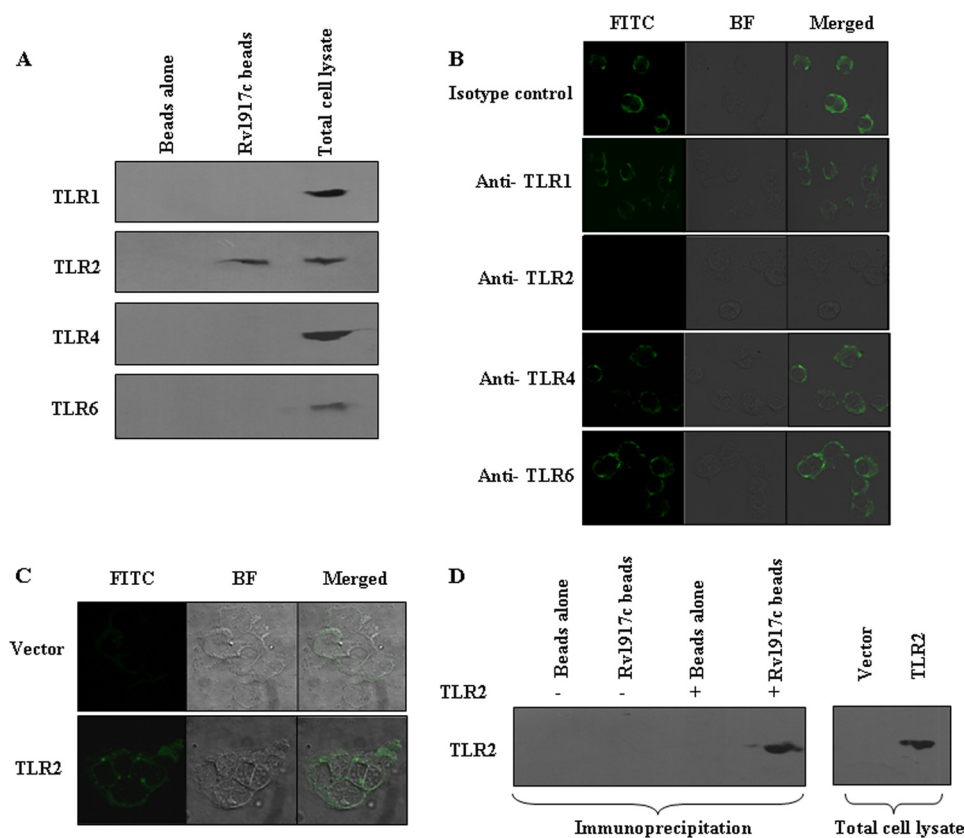 A
Beads alone
Rv1917c beads
Total cell lysate
TLR1
TLR2
TLR4
TLR6
B
FITC BF Merged
Isotype control
Anti- TLR1
Anti- TLR2
Anti- TLR4
Anti- TLR6
C
FITC BF Merged
Vector
TLR2
D
Beads alone
Rv1917c beads
Beads alone
Rv1917c beads
Vector
TLR2
TLR2 - - + +
TLR2
Immunoprecipitation
Total cell lysate